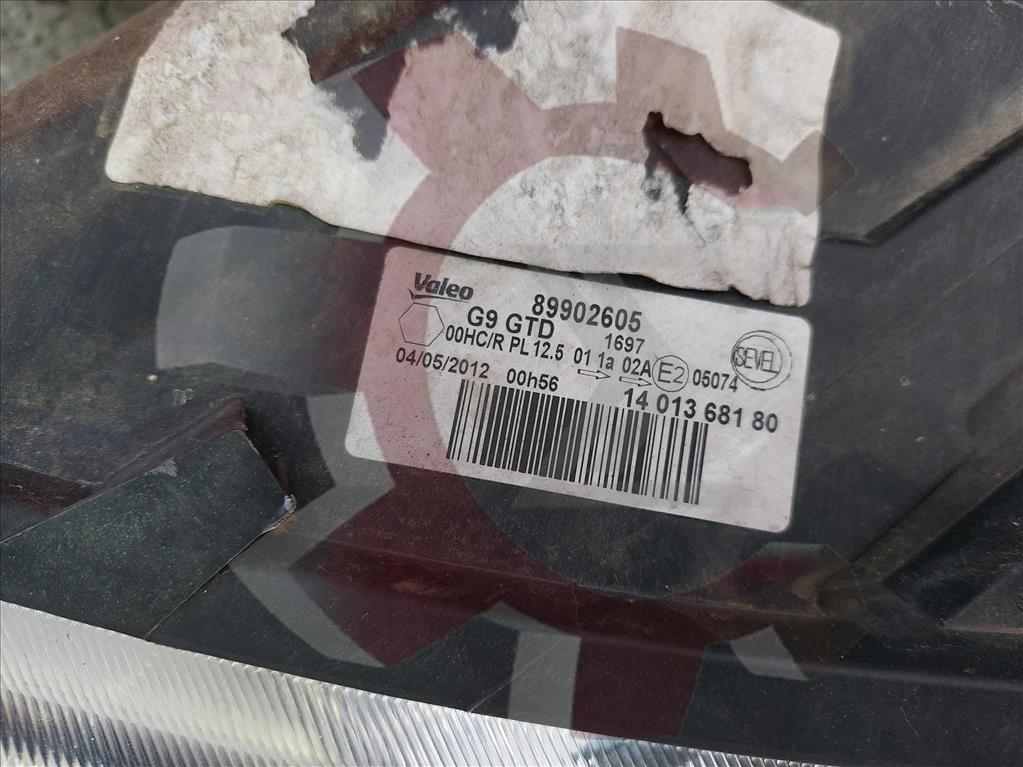 Valeo 89902605
G9 GTD 1697
00HC/R PL 12.5 01 1a 02A E2 05074 SEVEL
04/05/2012 00h56
14 013 681 80